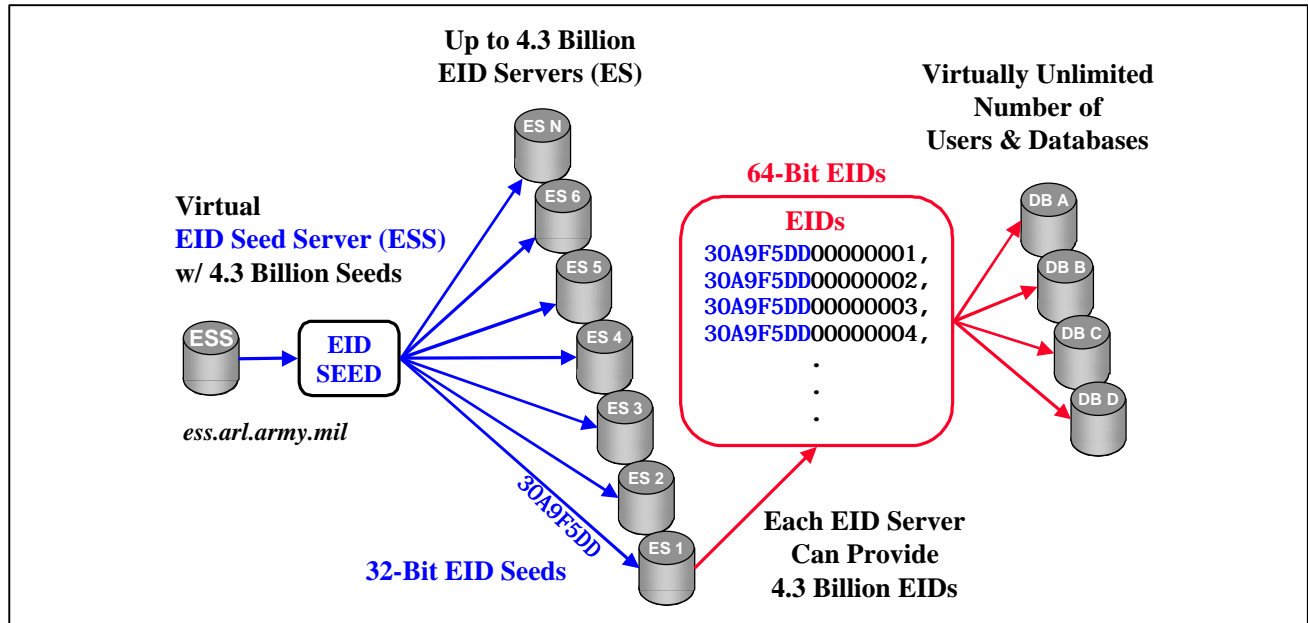 Up to 4.3 Billion
EID Servers (ES)
Virtually Unlimited
Number of
Users & Databases
Virtual
EID Seed Server (ESS)
w/ 4.3 Billion Seeds
ESS
EID
SEED
ess.arl.army.mil
ES N
ES 6
ES 5
ES 4
ES 3
ES 2
ES 1
30A9F5DD
32-Bit EID Seeds
64-Bit EIDs
EIDs
30A9F5DD00000001,
30A9F5DD00000002,
30A9F5DD00000003,
30A9F5DD00000004,
.
.
.
Each EID Server
Can Provide
4.3 Billion EIDs
DB A
DB B
DB C
DB D